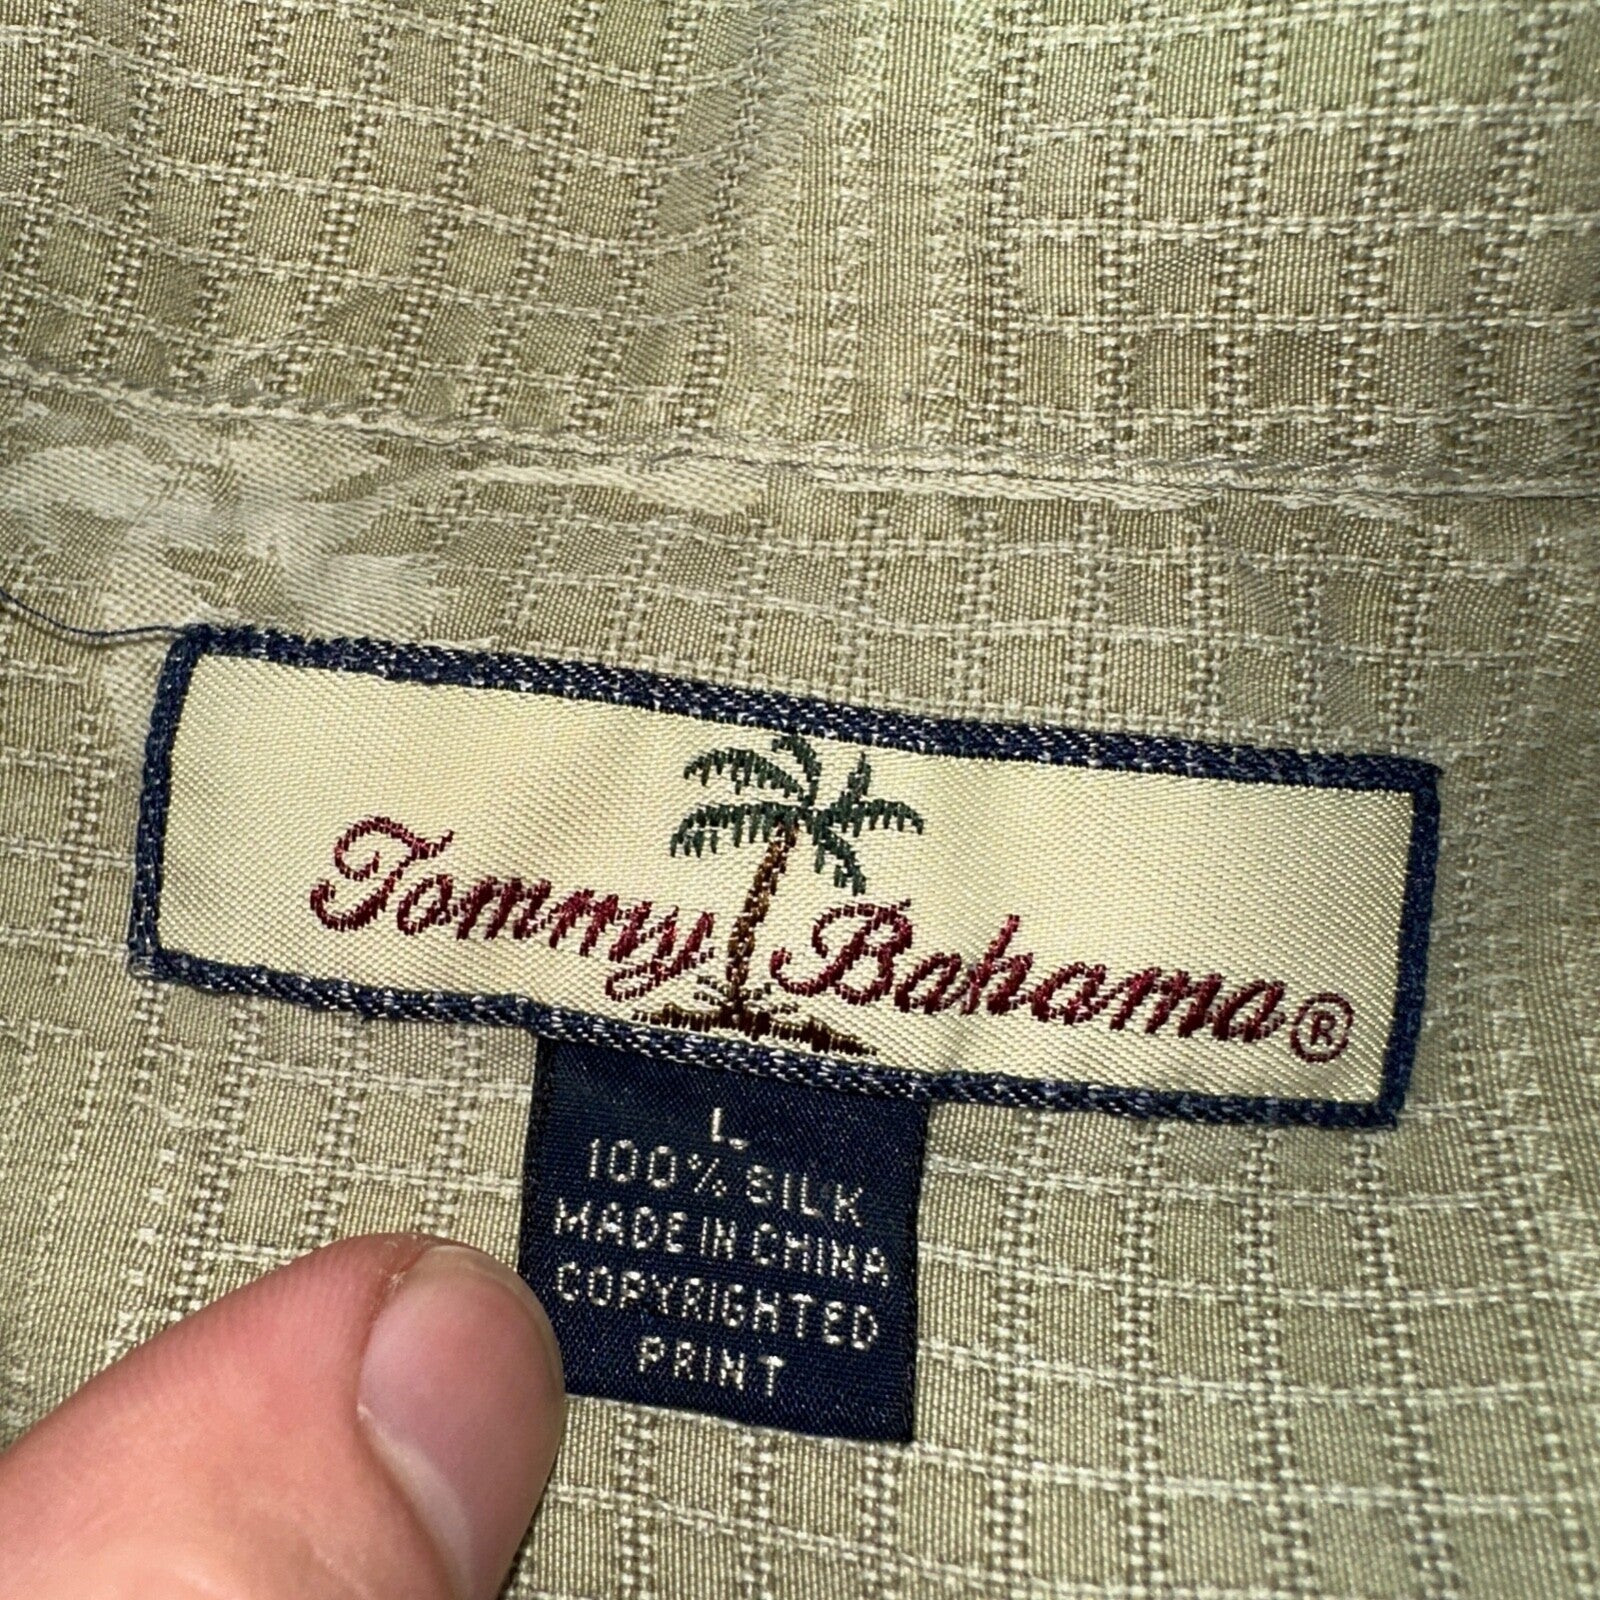 Tommy Bahama®
L
100% SILK
MADE IN CHINA
COPYRIGHTED
PRINT